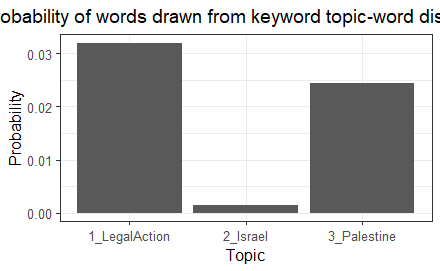 obability of words drawn from keyword topic-word dis
0.03
0.02
0.01
0.00
Probability
1_LegalAction 2_Israel 3_Palestine
Topic